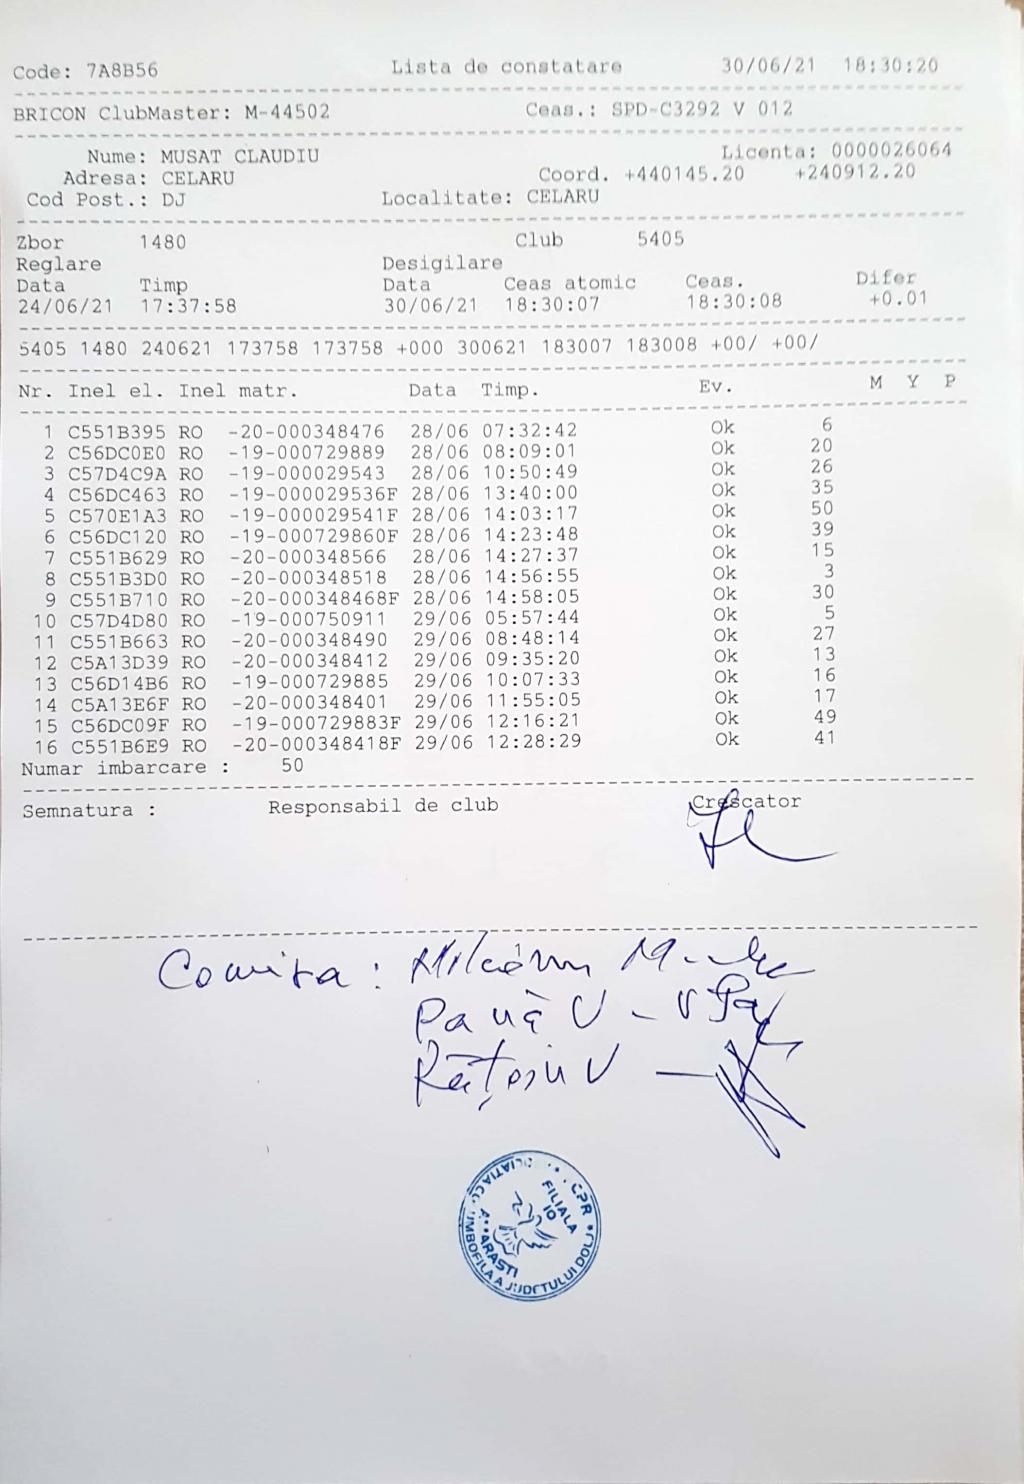 Code: 7A8B56 Lista de constatare 30/06/21 18:30:20
BRICON ClubMaster: M-44502 Ceas.: SPD-C3292 V 012
Nume: MUSAT CLAUDIU Licenta: 0000026064
Adresa: CELARU Coord. +440145.20 +240912.20
Cod Post.: DJ Localitate: CELARU
Zbor 1480 Club 5405
Reglare Desigilare
Data Timp Data Ceas atomic Ceas. Difer
24/06/21 17:37:58 30/06/21 18:30:07 18:30:08 +0.01
5405 1480 240621 173758 173758 +000 300621 183007 183008 +00/ +00/
Nr. Inel el. Inel matr. Data Timp. Ev. M Y P
1 C551B395 RO -20-000348476 28/06 07:32:42 Ok 6
2 C56DC0E0 RO -19-000729889 28/06 08:09:01 Ok 20
3 C57D4C9A RO -19-000029543 28/06 10:50:49 Ok 26
4 C56DC463 RO -19-000029536F 28/06 13:40:00 Ok 35
5 C570E1A3 RO -19-000029541F 28/06 14:03:17 Ok 50
6 C56DC120 RO -19-000729860F 28/06 14:23:48 Ok 39
7 C551B629 RO -20-000348566 28/06 14:27:37 Ok 15
8 C551B3D0 RO -20-000348518 28/06 14:56:55 Ok 3
9 C551B710 RO -20-000348468F 28/06 14:58:05 Ok 30
10 C57D4D80 RO -19-000750911 29/06 05:57:44 Ok 5
11 C551B663 RO -20-000348490 29/06 08:48:14 Ok 27
12 C5A13D39 RO -20-000348412 29/06 09:35:20 Ok 13
13 C56D14B6 RO -19-000729885 29/06 10:07:33 Ok 16
14 C5A13E6F RO -20-000348401 29/06 11:55:05 Ok 17
15 C56DC09F RO -19-000729883F 29/06 12:16:21 Ok 49
16 C551B6E9 RO -20-000348418F 29/06 12:28:29 Ok 41
Numar imbarcare : 50
Semnatura : Responsabil de club Crescator
Comisa :
Pană V -
V -
CPR
FILIALA
10
JUDETULUI DOLJ